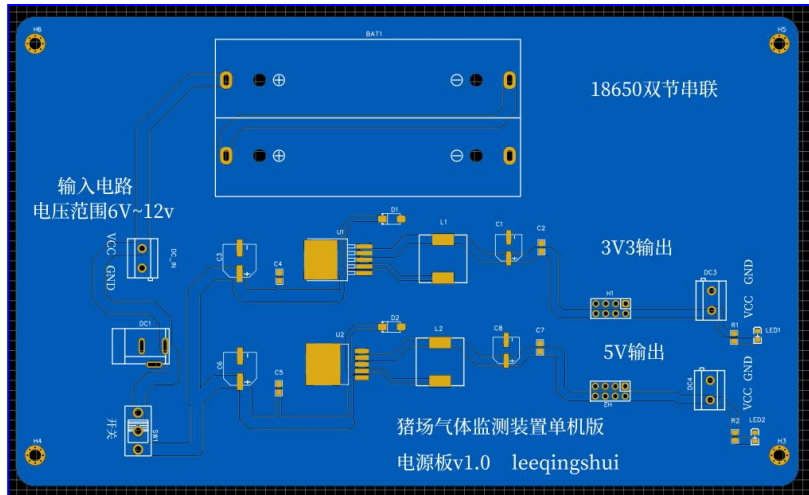 H6
H5
BAT1
18650双节串联
输入电路
电压范围6V~12v
VCC GND
DC_IN
D1
U1
L1
C1
C2
C3
C4
3V3输出
H1
DC3
VCC GND
R1
LED1
DC1
D2
U2
L2
C8
C7
C6
C5
5V输出
H2
DC4
VCC GND
R2
LED2
开关
SW1
猪场气体监测装置单机版
电源板v1.0 leeqingshui
H4
H3